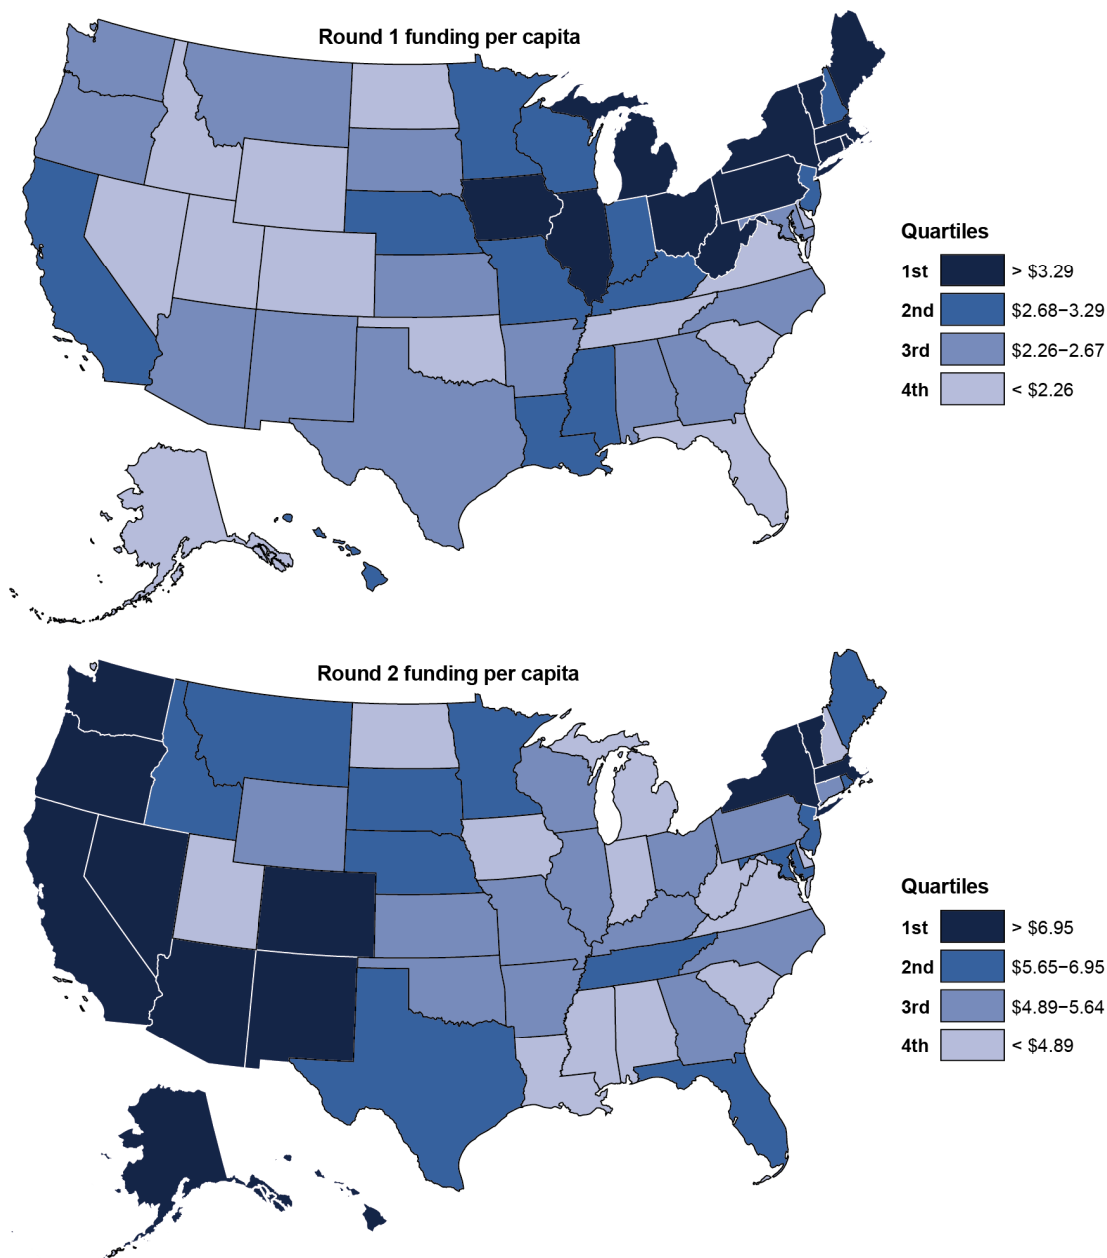 Round 1 funding per capita
Quartiles
1st > $3.29
2nd $2.68–3.29
3rd $2.26–2.67
4th < $2.26
Round 2 funding per capita
Quartiles
1st > $6.95
2nd $5.65–6.95
3rd $4.89–5.64
4th < $4.89